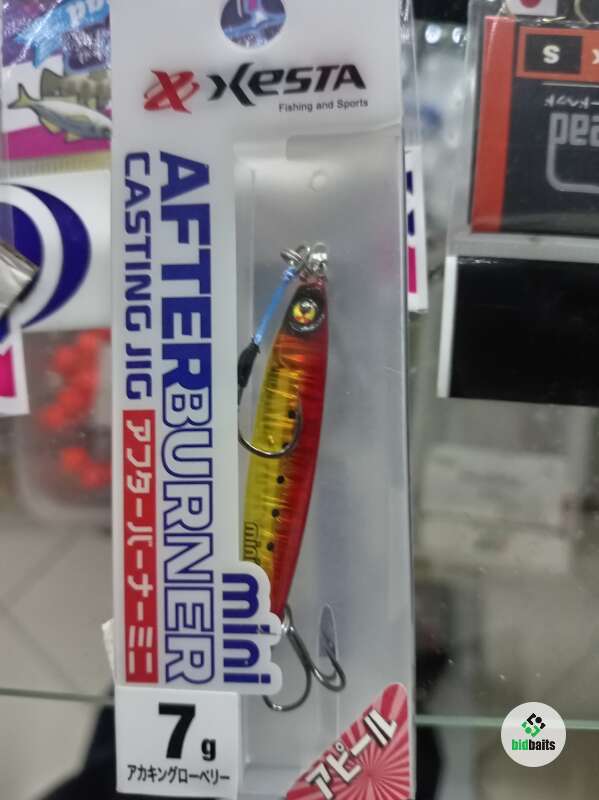 XESTA
Fishing and Sports
AFTERBURNER
mini
CASTING JIG
アフターバーナーミニ
mini
7g
アカキングローベリー
アピール
S
bidbaits